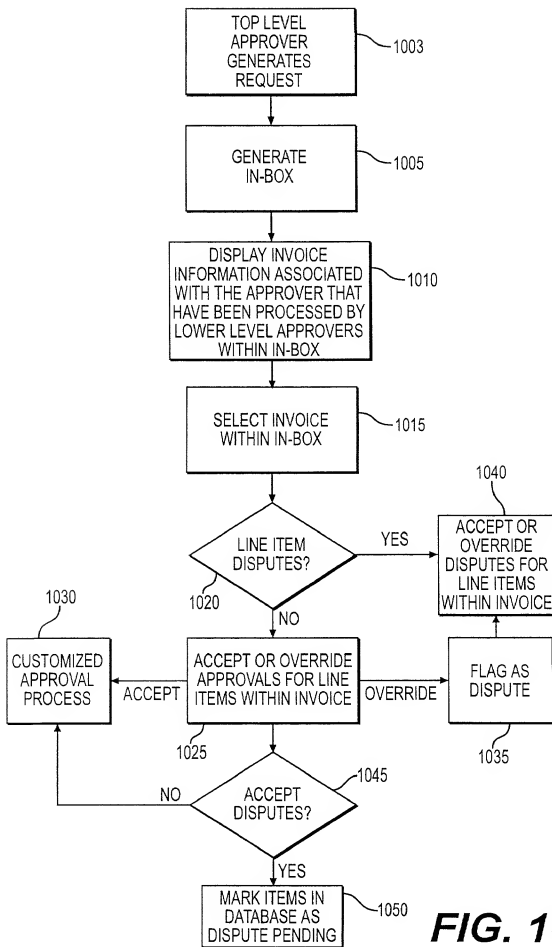 TOP LEVEL
APPROVER
GENERATES
REQUEST
1003
GENERATE
IN-BOX
1005
DISPLAY INVOICE
INFORMATION ASSOCIATED
WITH THE APPROVER THAT
HAVE BEEN PROCESSED BY
LOWER LEVEL APPROVERS
WITHIN IN-BOX
1010
SELECT INVOICE
WITHIN IN-BOX
1015
LINE ITEM
DISPUTES?
1020
YES
NO
1040
ACCEPT OR
OVERRIDE
DISPUTES FOR
LINE ITEMS
WITHIN INVOICE
1030
CUSTOMIZED
APPROVAL
PROCESS
ACCEPT
ACCEPT OR OVERRIDE
APPROVALS FOR LINE
ITEMS WITHIN INVOICE
1025
OVERRIDE
FLAG AS
DISPUTE
1035
ACCEPT
DISPUTES?
1045
NO
YES
MARK ITEMS IN
DATABASE AS
DISPUTE PENDING
1050
FIG. 1